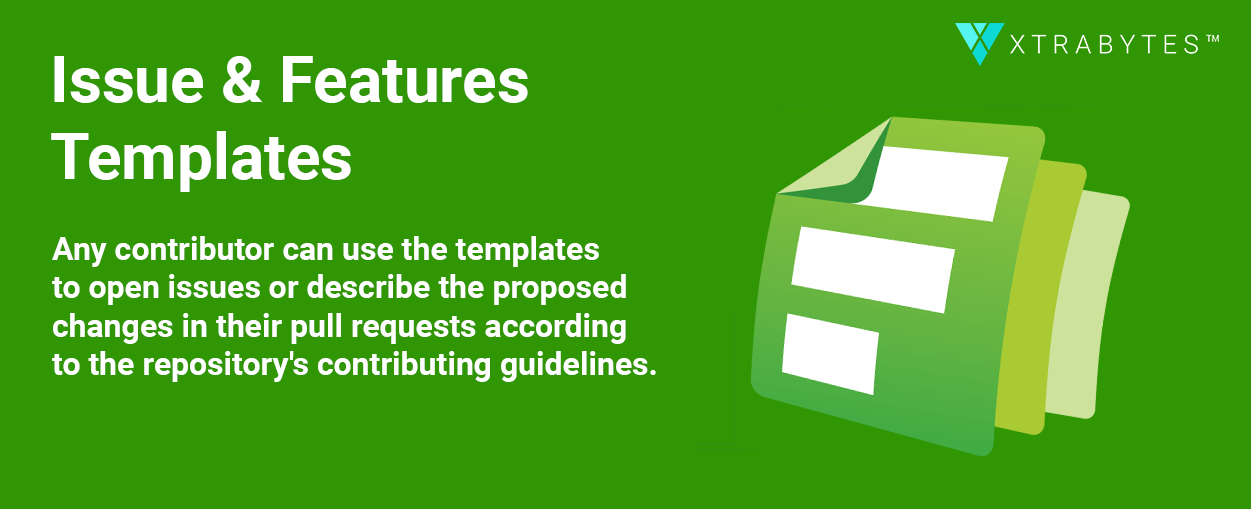 XTRABYTES™
Issue & Features
Templates
Any contributor can use the templates
to open issues or describe the proposed
changes in their pull requests according
to the repository's contributing guidelines.